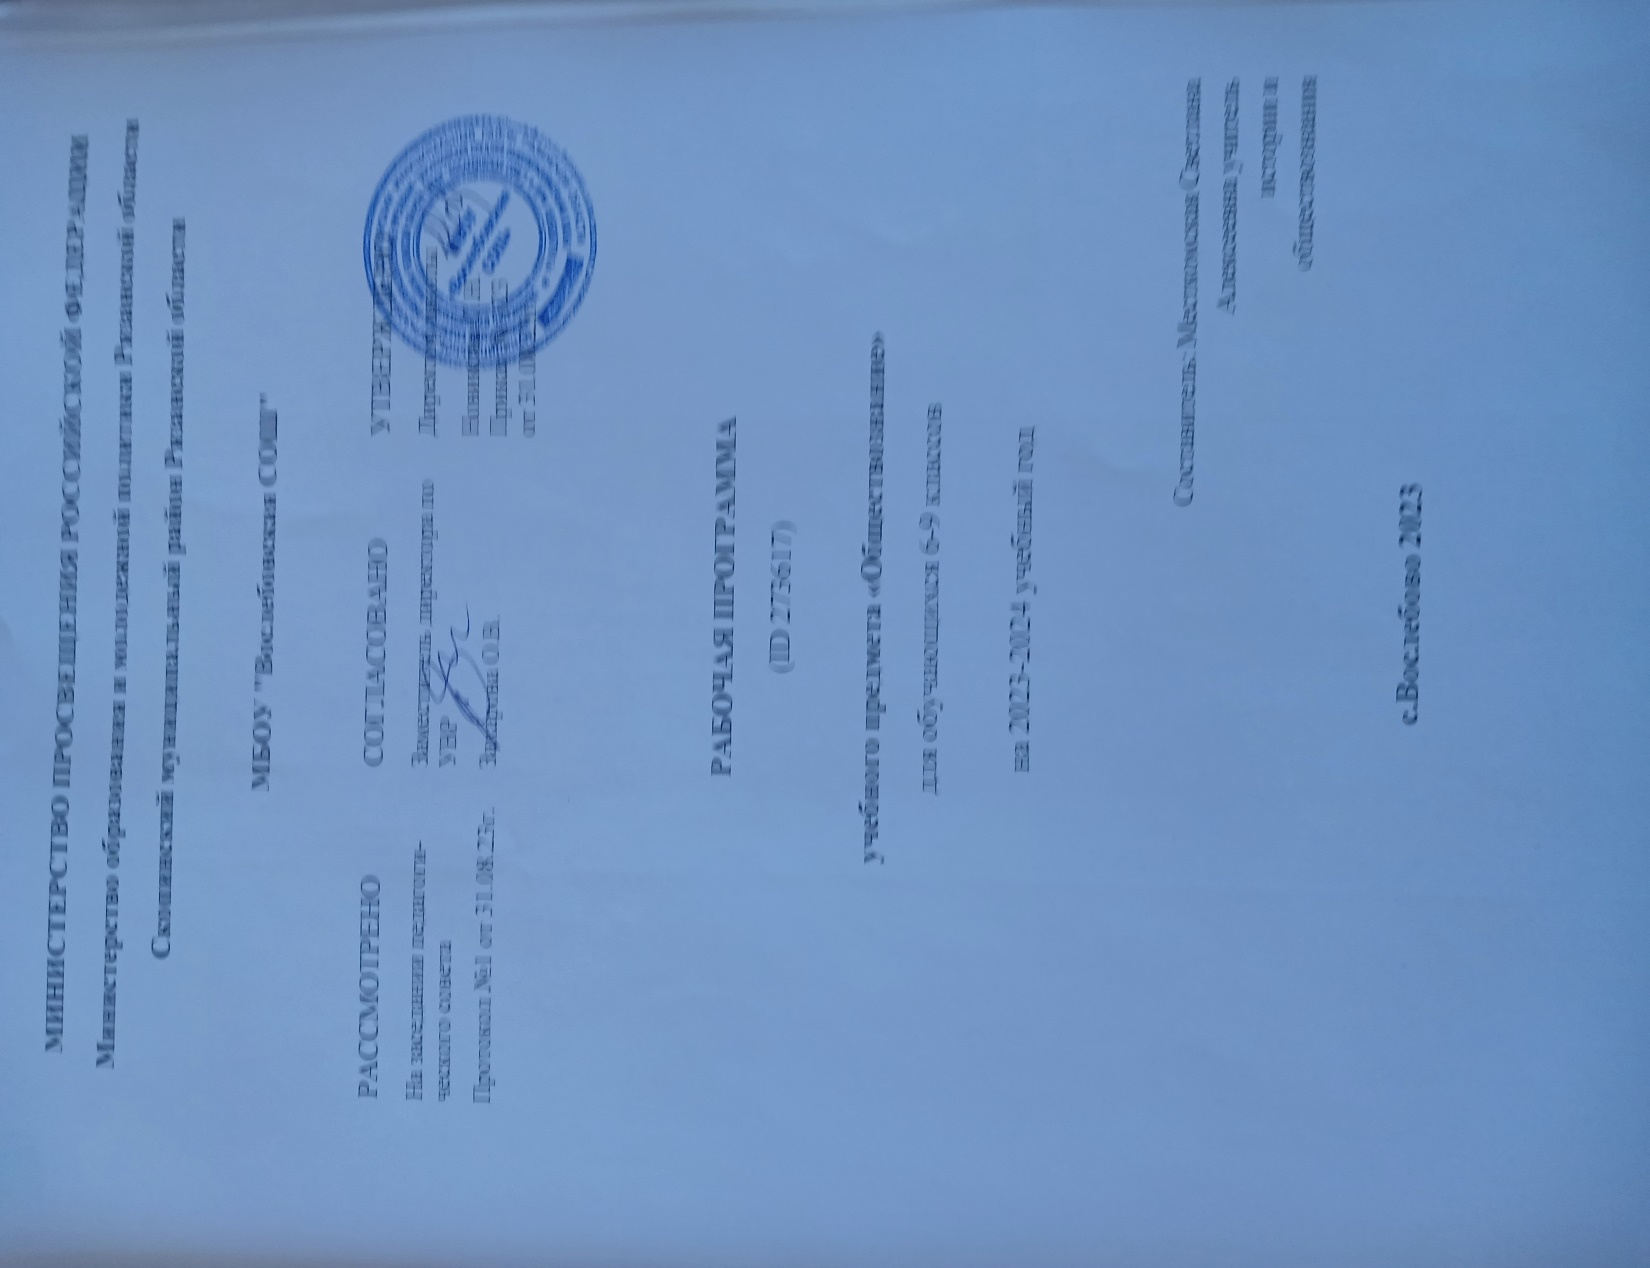 МИНИСТЕРСТВО ПРОСВЕЩЕНИЯ РОССИЙСКОЙ ФЕДЕРАЦИИ
Министерство образования и молодежной политики Рязанской области
Скопинский муниципальный район Рязанской области
МБОУ "Вослебовская СОШ"
РАССМОТРЕНО
На заседании педагоги-
ческого совета
Протокол №1 от 31.08.23г.
СОГЛАСОВАНО
Заместитель директора по
УВР
О.В.
УТВЕРЖДЕНО
Директор
от 31.
РАБОЧАЯ ПРОГРАММА
(ID 273617)
учебного предмета «Обществознание»
для обучающихся 6-9 классов
на 2023-2024 учебный год
Составитель: Светлана
Алексеевна учитель
истории и
обществознания
с.Вослебово 2023